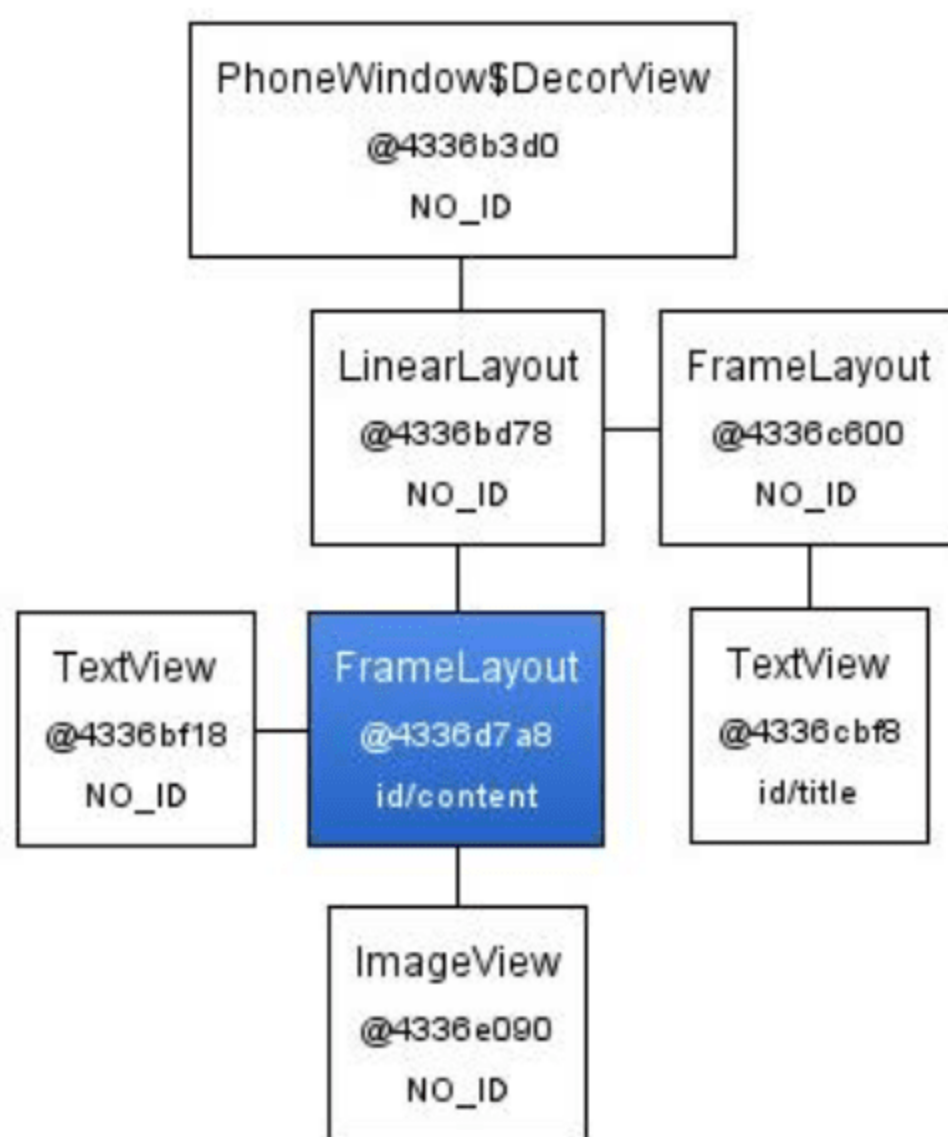 PhoneWindow$DecorView
@4336b3d0
NO_ID
LinearLayout
@4336bd78
NO_ID
FrameLayout
@4336c600
NO_ID
TextView
@4336bf18
NO_ID
FrameLayout
@4336d7a8
id/content
TextView
@4336cbf8
id/title
ImageView
@4336e090
NO_ID